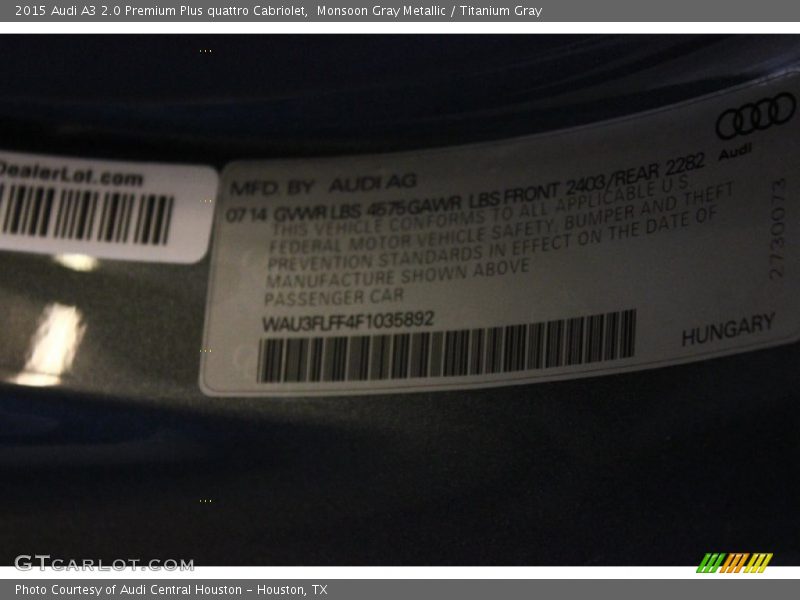 2015 Audi A3 2.0 Premium Plus quattro Cabriolet,  Monsoon Gray Metallic / Titanium Gray
DealerLot.com
Audi
MFD. BY AUDI AG
0714 GVWR LBS 4575 GAWR LBS FRONT 2403/REAR 2282
THIS VEHICLE CONFORMS TO ALL APPLICABLE U.S.
FEDERAL MOTOR VEHICLE SAFETY, BUMPER AND THEFT
PREVENTION STANDARDS IN EFFECT ON THE DATE OF
MANUFACTURE SHOWN ABOVE
PASSENGER CAR
WAU3FLFF4F1035892
HUNGARY
2730073
GTCARLOT.COM
Photo Courtesy of Audi Central Houston - Houston, TX